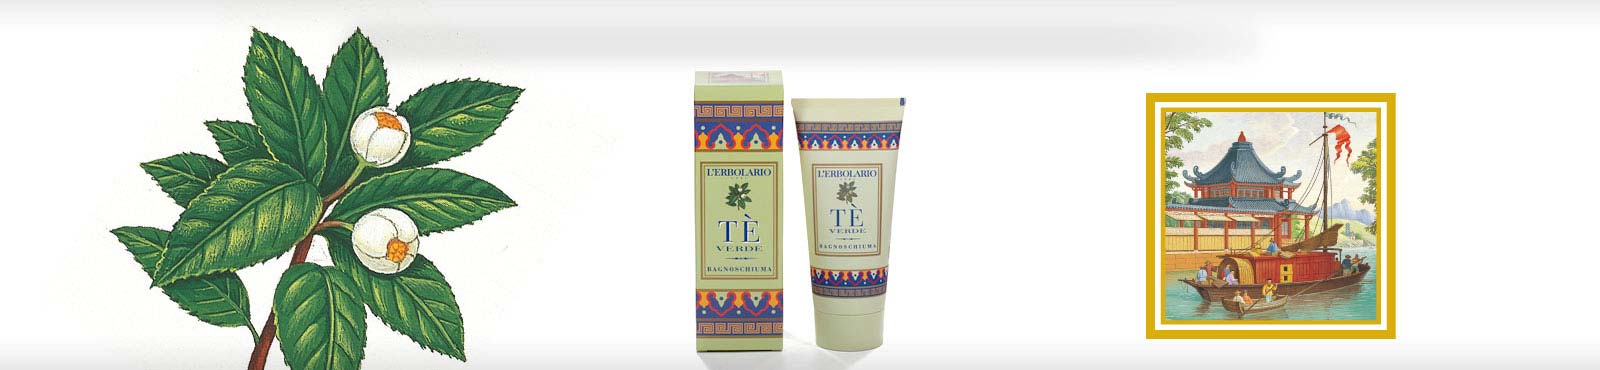 L'ERBOLARIO
TÈ
VERDE
BAGNOSCHIUMA
L'ERBOLARIO
TÈ
VERDE
BAGNOSCHIUMA